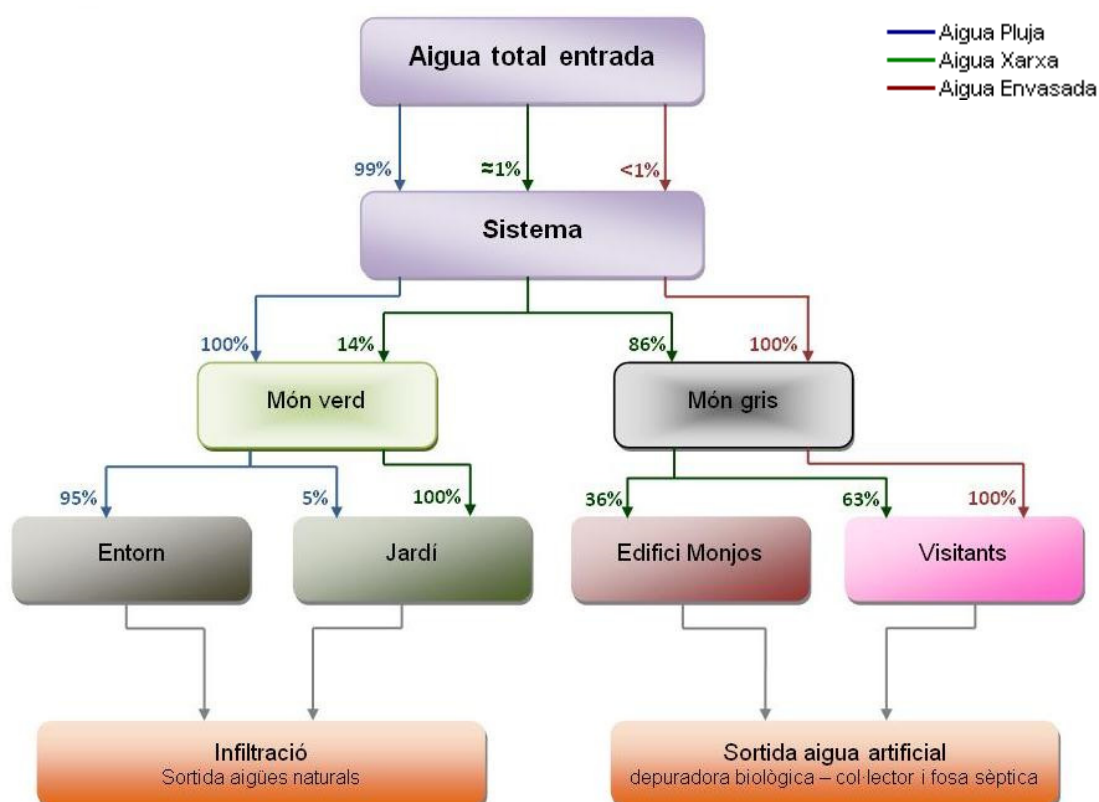 Aigua total entrada
Aigua Pluja
Aigua Xarxa
Aigua Envasada
99%
≈1%
<1%
Sistema
100%
14%
86%
100%
Món verd
Món gris
95%
5%
100%
36%
63%
100%
Entorn
Jardí
Edifici Monjos
Visitants
Infiltració
Sortida aigües naturals
Sortida aigua artificial
depuradora biològica – col·lector i fosa sèptica